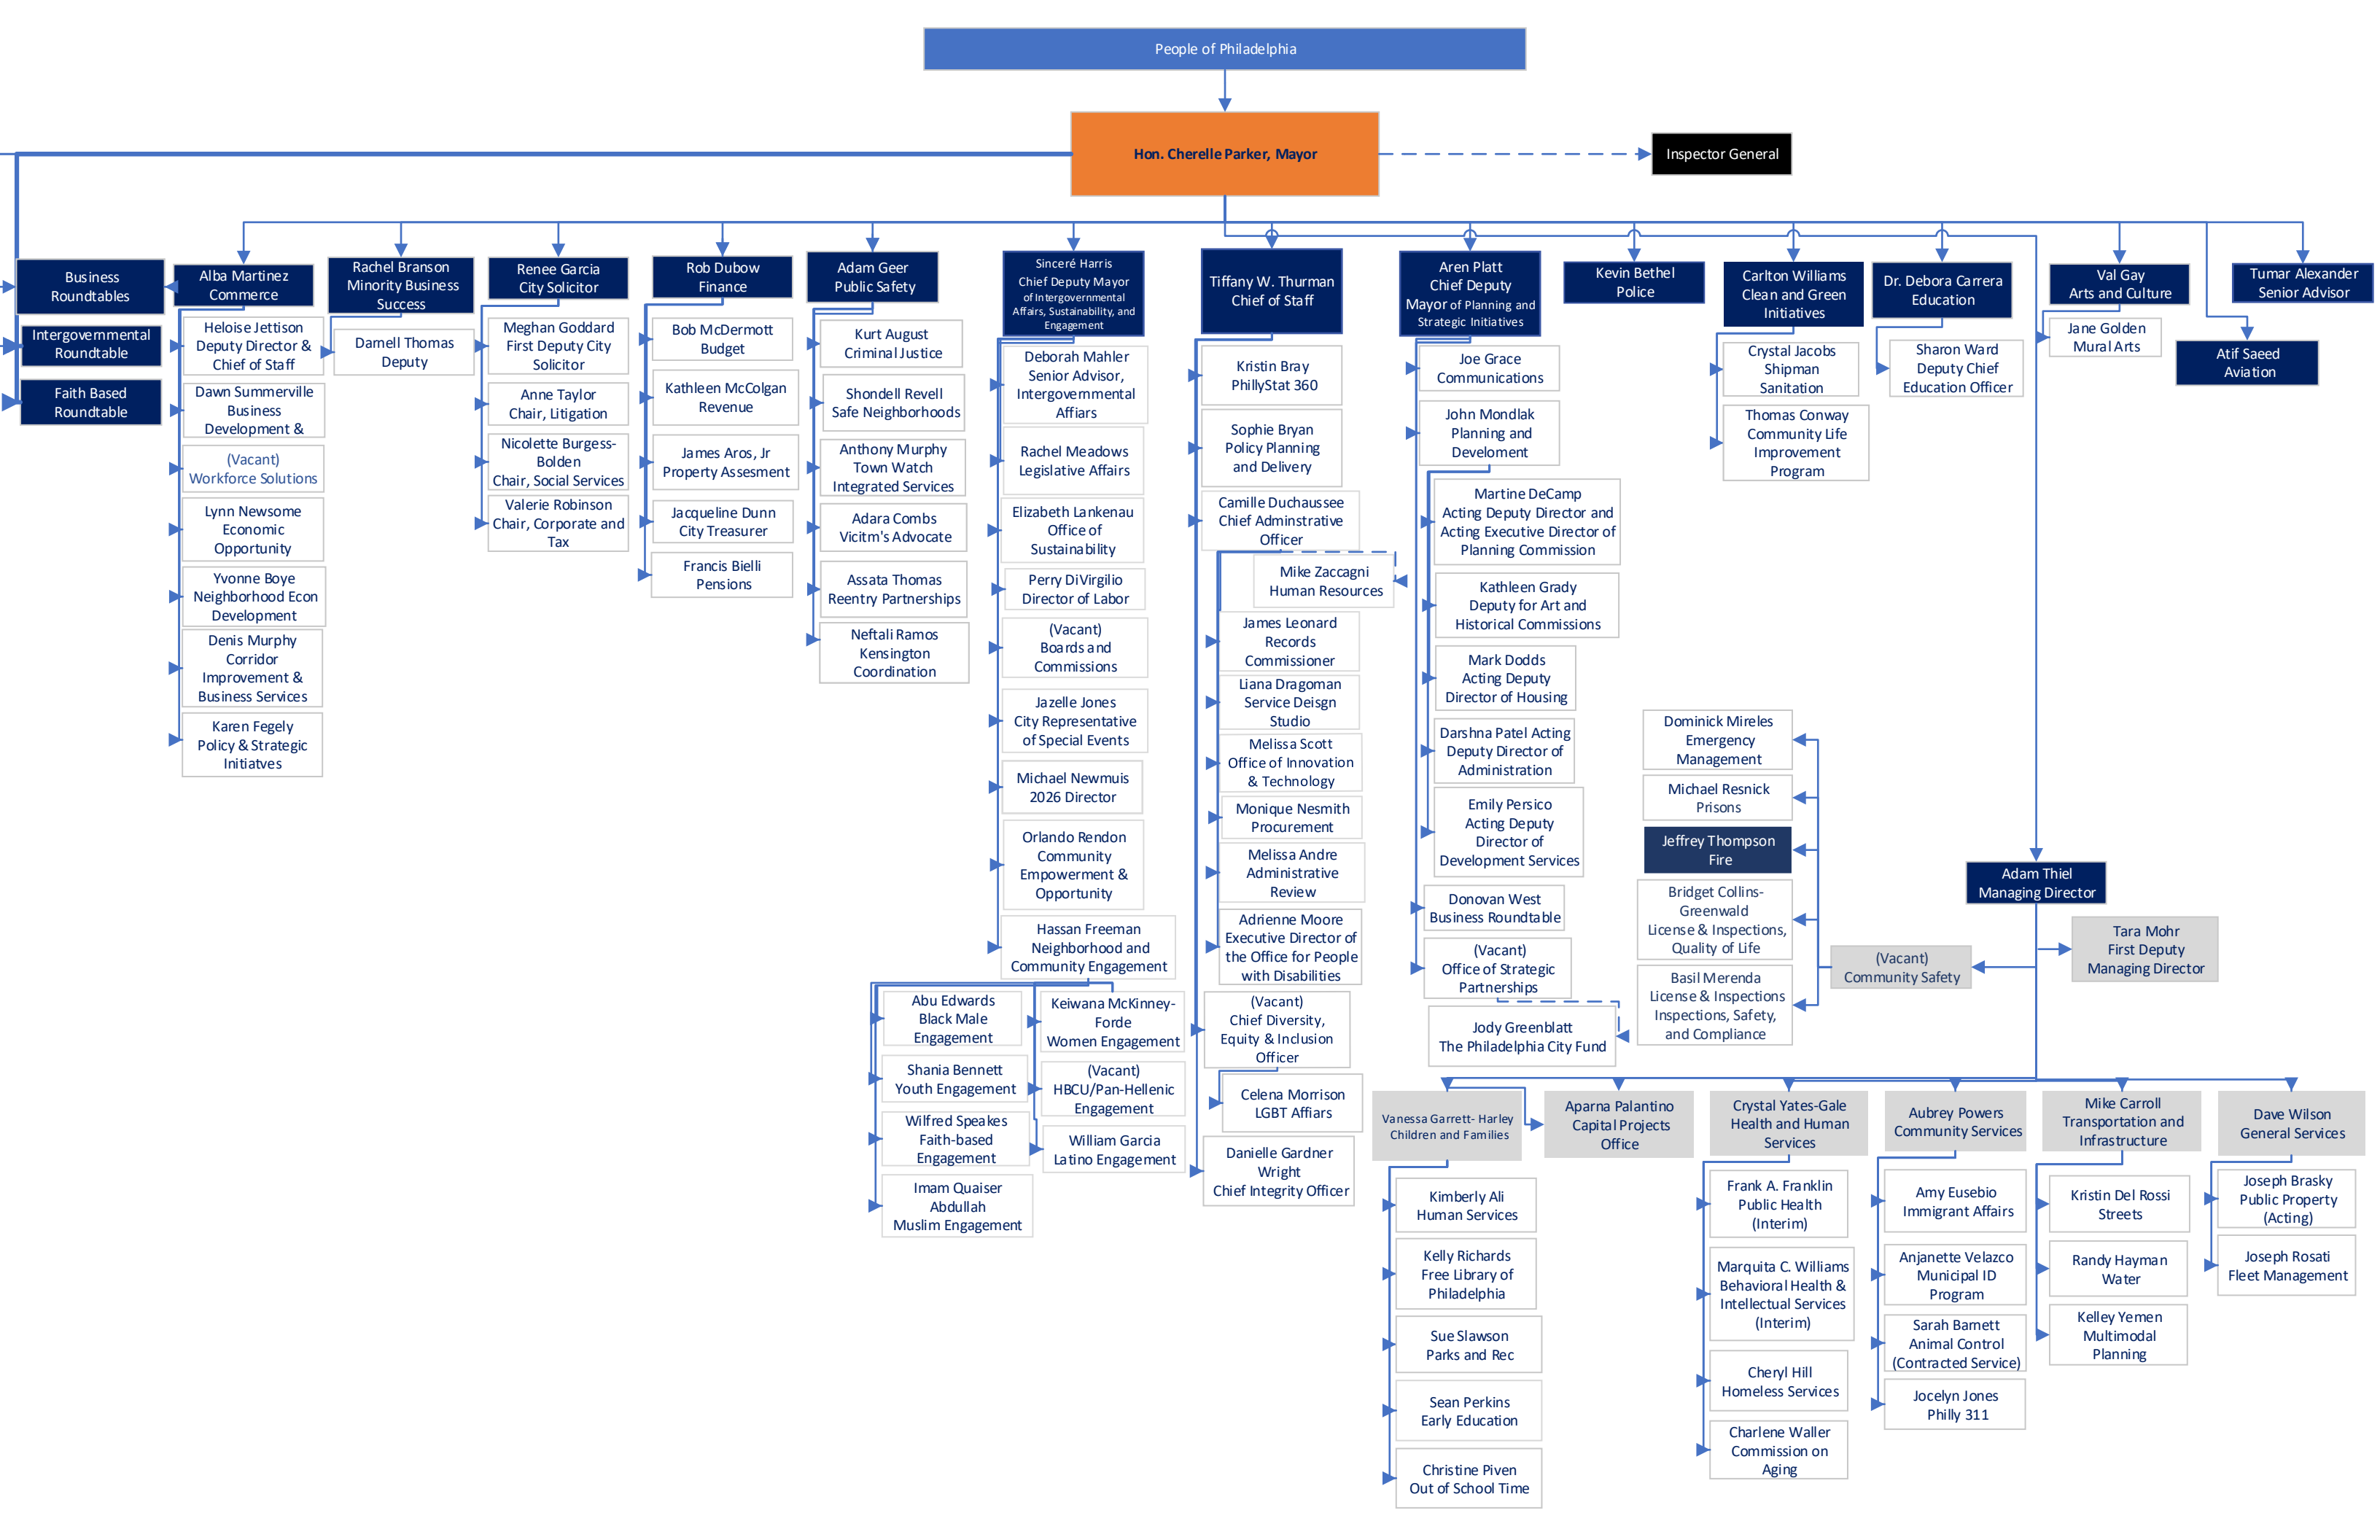 People of Philadelphia
Hon. Cherelle Parker, Mayor
Inspector General
Business
Roundtables
Intergovernmental
Roundtable
Faith Based
Roundtable
Alba Martinez
Commerce
Heloise Jettison
Deputy Director &
Chief of Staff
Dawn Summerville
Business
Development &
(Vacant)
Workforce Solutions
Lynn Newsome
Economic
Opportunity
Yvonne Boye
Neighborhood Econ
Development
Denis Murphy
Corridor
Improvement &
Business Services
Karen Fegely
Policy & Strategic
Initiatves
Rachel Branson
Minority Business
Success
Darnell Thomas
Deputy
Renee Garcia
City Solicitor
Meghan Goddard
First Deputy City
Solicitor
Anne Taylor
Chair, Litigation
Nicolette Burgess-
Bolden
Chair, Social Services
Valerie Robinson
Chair, Corporate and
Tax
Rob Dubow
Finance
Bob McDermott
Budget
Kathleen McColgan
Revenue
James Aros, Jr
Property Assesment
Jacqueline Dunn
City Treasurer
Francis Bielli
Pensions
Adam Geer
Public Safety
Kurt August
Criminal Justice
Shondell Revell
Safe Neighborhoods
Anthony Murphy
Town Watch
Integrated Services
Adara Combs
Vicitm's Advocate
Assata Thomas
Reentry Partnerships
Neftali Ramos
Kensington
Coordination
Sinceré Harris
Chief Deputy Mayor
of Intergovernmental
Affairs, Sustainability, and
Engagement
Deborah Mahler
Senior Advisor,
Intergovernmental
Affiars
Rachel Meadows
Legislative Affairs
Elizabeth Lankenau
Office of
Sustainability
Perry DiVirgilio
Director of Labor
(Vacant)
Boards and
Commissions
Jazelle Jones
City Representative
of Special Events
Michael Newmuis
2026 Director
Orlando Rendon
Community
Empowerment &
Opportunity
Hassan Freeman
Neighborhood and
Community Engagement
Abu Edwards
Black Male
Engagement
Shania Bennett
Youth Engagement
Wilfred Speakes
Faith-based
Engagement
Imam Quaiser
Abdullah
Muslim Engagement
Keiwana McKinney-
Forde
Women Engagement
(Vacant)
HBCU/Pan-Hellenic
Engagement
William Garcia
Latino Engagement
Tiffany W. Thurman
Chief of Staff
Kristin Bray
PhillyStat 360
Sophie Bryan
Policy Planning
and Delivery
Camille Duchaussee
Chief Adminstrative
Officer
Mike Zaccagni
Human Resources
James Leonard
Records
Commissioner
Liana Dragoman
Service Deisgn
Studio
Melissa Scott
Office of Innovation
& Technology
Monique Nesmith
Procurement
Melissa Andre
Administrative
Review
Adrienne Moore
Executive Director of
the Office for People
with Disabilities
(Vacant)
Chief Diversity,
Equity & Inclusion
Officer
Celena Morrison
LGBT Affiars
Danielle Gardner
Wright
Chief Integrity Officer
Aren Platt
Chief Deputy
Mayor of Planning and
Strategic Initiatives
Joe Grace
Communications
John Mondlak
Planning and
Develoment
Martine DeCamp
Acting Deputy Director and
Acting Executive Director of
Planning Commission
Kathleen Grady
Deputy for Art and
Historical Commissions
Mark Dodds
Acting Deputy
Director of Housing
Darshna Patel Acting
Deputy Director of
Administration
Emily Persico
Acting Deputy
Director of
Development Services
Donovan West
Business Roundtable
(Vacant)
Office of Strategic
Partnerships
Jody Greenblatt
The Philadelphia City Fund
Kevin Bethel
Police
Carlton Williams
Clean and Green
Initiatives
Crystal Jacobs
Shipman
Sanitation
Thomas Conway
Community Life
Improvement
Program
Dr. Debora Carrera
Education
Sharon Ward
Deputy Chief
Education Officer
Val Gay
Arts and Culture
Jane Golden
Mural Arts
Tumar Alexander
Senior Advisor
Atif Saeed
Aviation
Adam Thiel
Managing Director
Tara Mohr
First Deputy
Managing Director
(Vacant)
Community Safety
Dominick Mireles
Emergency
Management
Michael Resnick
Prisons
Jeffrey Thompson
Fire
Bridget Collins-
Greenwald
License & Inspections,
Quality of Life
Basil Merenda
License & Inspections
Inspections, Safety,
and Compliance
Vanessa Garrett- Harley
Children and Families
Kimberly Ali
Human Services
Kelly Richards
Free Library of
Philadelphia
Sue Slawson
Parks and Rec
Sean Perkins
Early Education
Christine Piven
Out of School Time
Aparna Palantino
Capital Projects
Office
Crystal Yates-Gale
Health and Human
Services
Frank A. Franklin
Public Health
(Interim)
Marquita C. Williams
Behavioral Health &
Intellectual Services
(Interim)
Cheryl Hill
Homeless Services
Charlene Waller
Commission on
Aging
Aubrey Powers
Community Services
Amy Eusebio
Immigrant Affairs
Anjanette Velazco
Municipal ID
Program
Sarah Barnett
Animal Control
(Contracted Service)
Jocelyn Jones
Philly 311
Mike Carroll
Transportation and
Infrastructure
Kristin Del Rossi
Streets
Randy Hayman
Water
Kelley Yemen
Multimodal
Planning
Dave Wilson
General Services
Joseph Brasky
Public Property
(Acting)
Joseph Rosati
Fleet Management